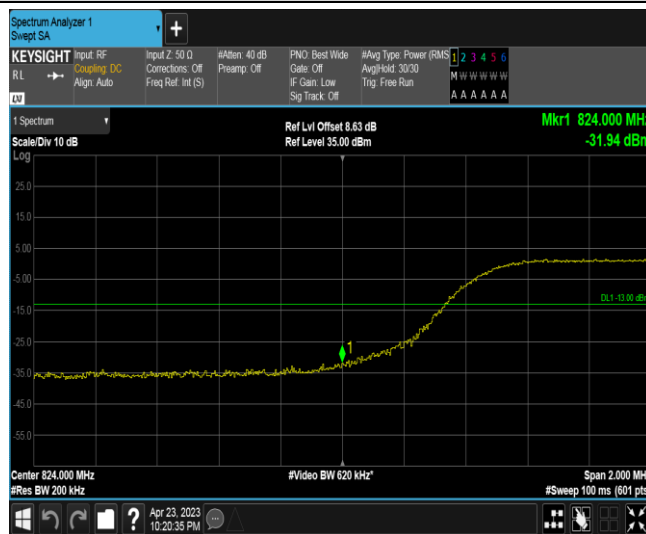 Spectrum Analyzer 1
Swept SA
+
KEYSIGHT
RL
LXI
Input: RF
Coupling: DC
Align: Auto
Input Z: 50 Ω
Corrections: Off
Freq Ref: Int (S)
#Atten: 40 dB
Preamp: Off
PNO: Best Wide
Gate: Off
IF Gain: Low
Sig Track: Off
#Avg Type: Power (RMS
Avg|Hold: 30/30
Trig: Free Run
1 2 3 4 5 6
M W W W W W
A A A A A A
1 Spectrum
Scale/Div 10 dB
Ref Lvl Offset 8.63 dB
Ref Level 35.00 dBm
Mkr1 824.000 MHz
-31.94 dBm
Log
25.0
15.0
5.00
-5.00
DL1 -13.00 dBm
-15.0
1
-25.0
-35.0
-45.0
-55.0
Center 824.000 MHz
#Res BW 200 kHz
#Video BW 620 kHz*
Span 2.000 MHz
#Sweep 100 ms (601 pts
?
Apr 23, 2023
10:20:35 PM